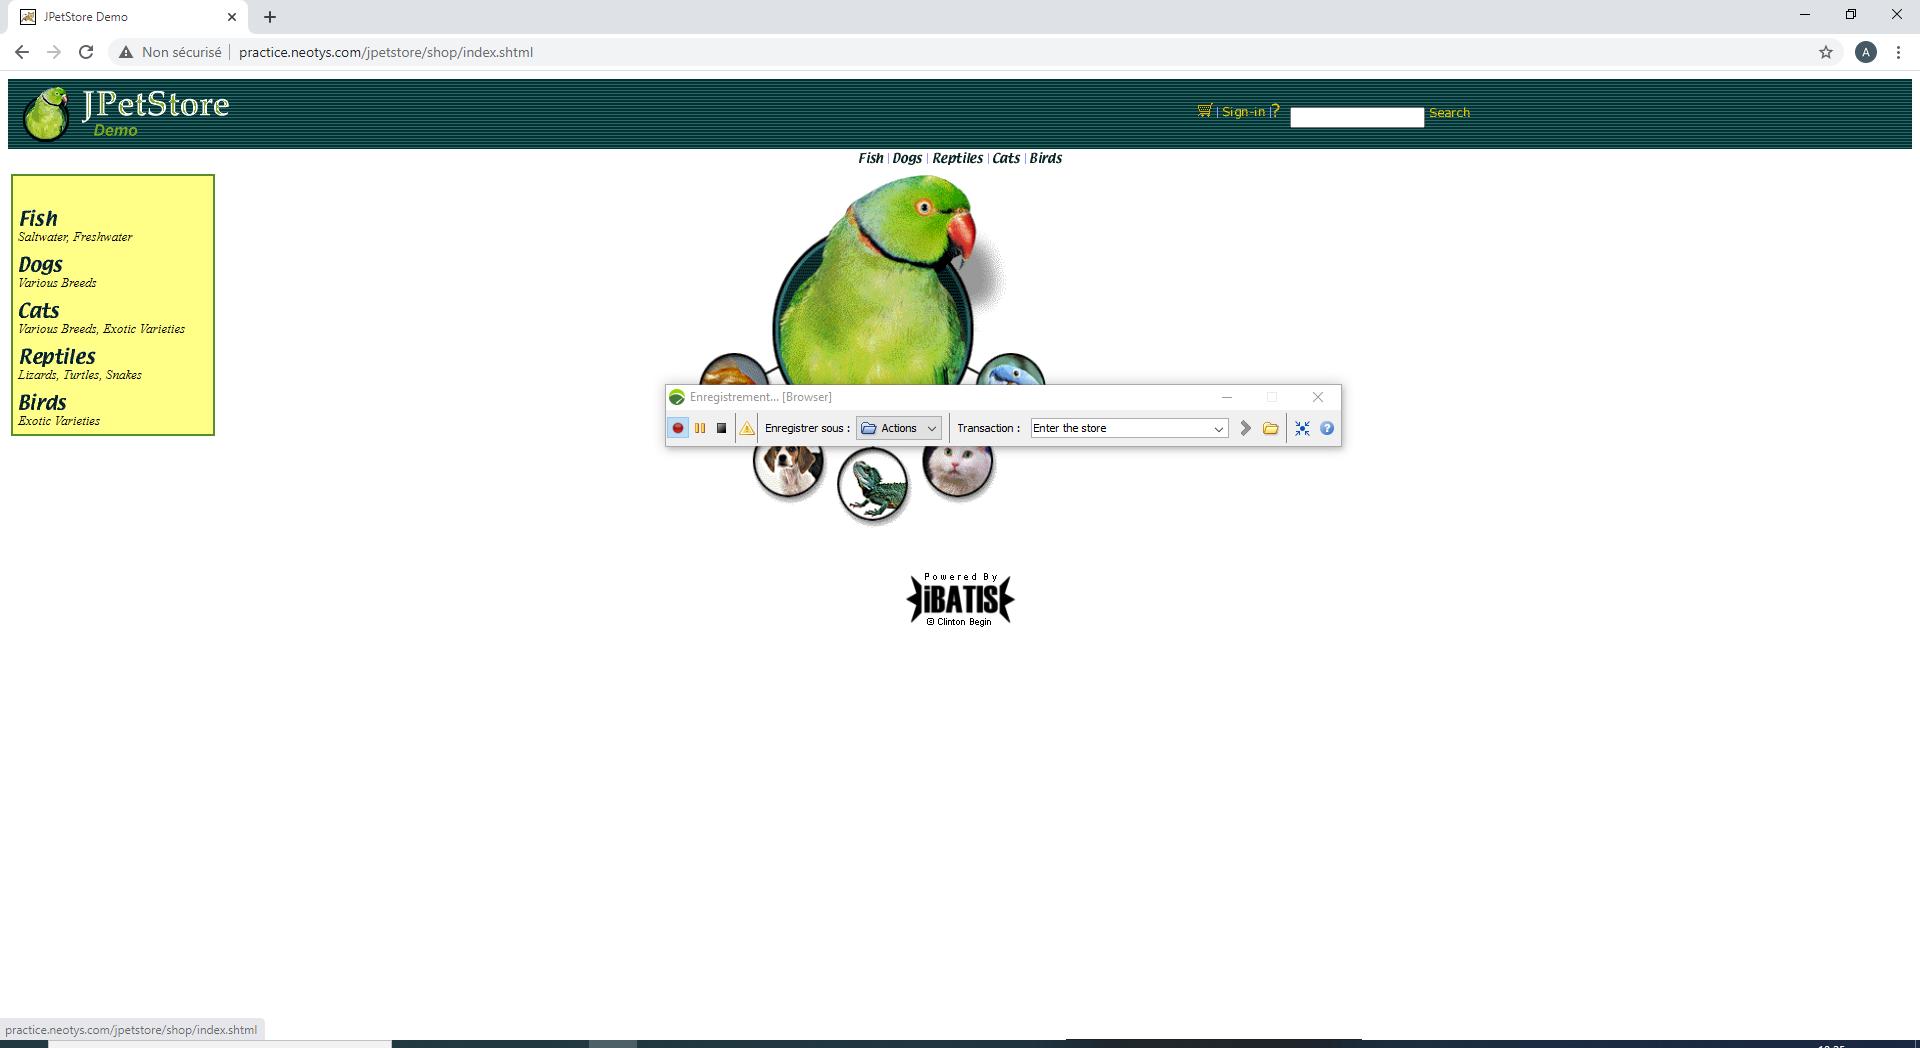 JPetStore Demo
Non sécurisé | practice.neotys.com/jpetstore/shop/index.shtml
A
JPetStore
Demo
| Sign-in | ?
Search
Fish | Dogs | Reptiles | Cats | Birds
Fish
Saltwater, Freshwater
Dogs
Various Breeds
Cats
Various Breeds, Exotic Varieties
Reptiles
Lizards, Turtles, Snakes
Birds
Exotic Varieties
Enregistrement... [Browser]
Enregistrer sous : Actions Transaction : Enter the store ?
Powered By
iBATIS
© Clinton Begin
practice.neotys.com/jpetstore/shop/index.shtml